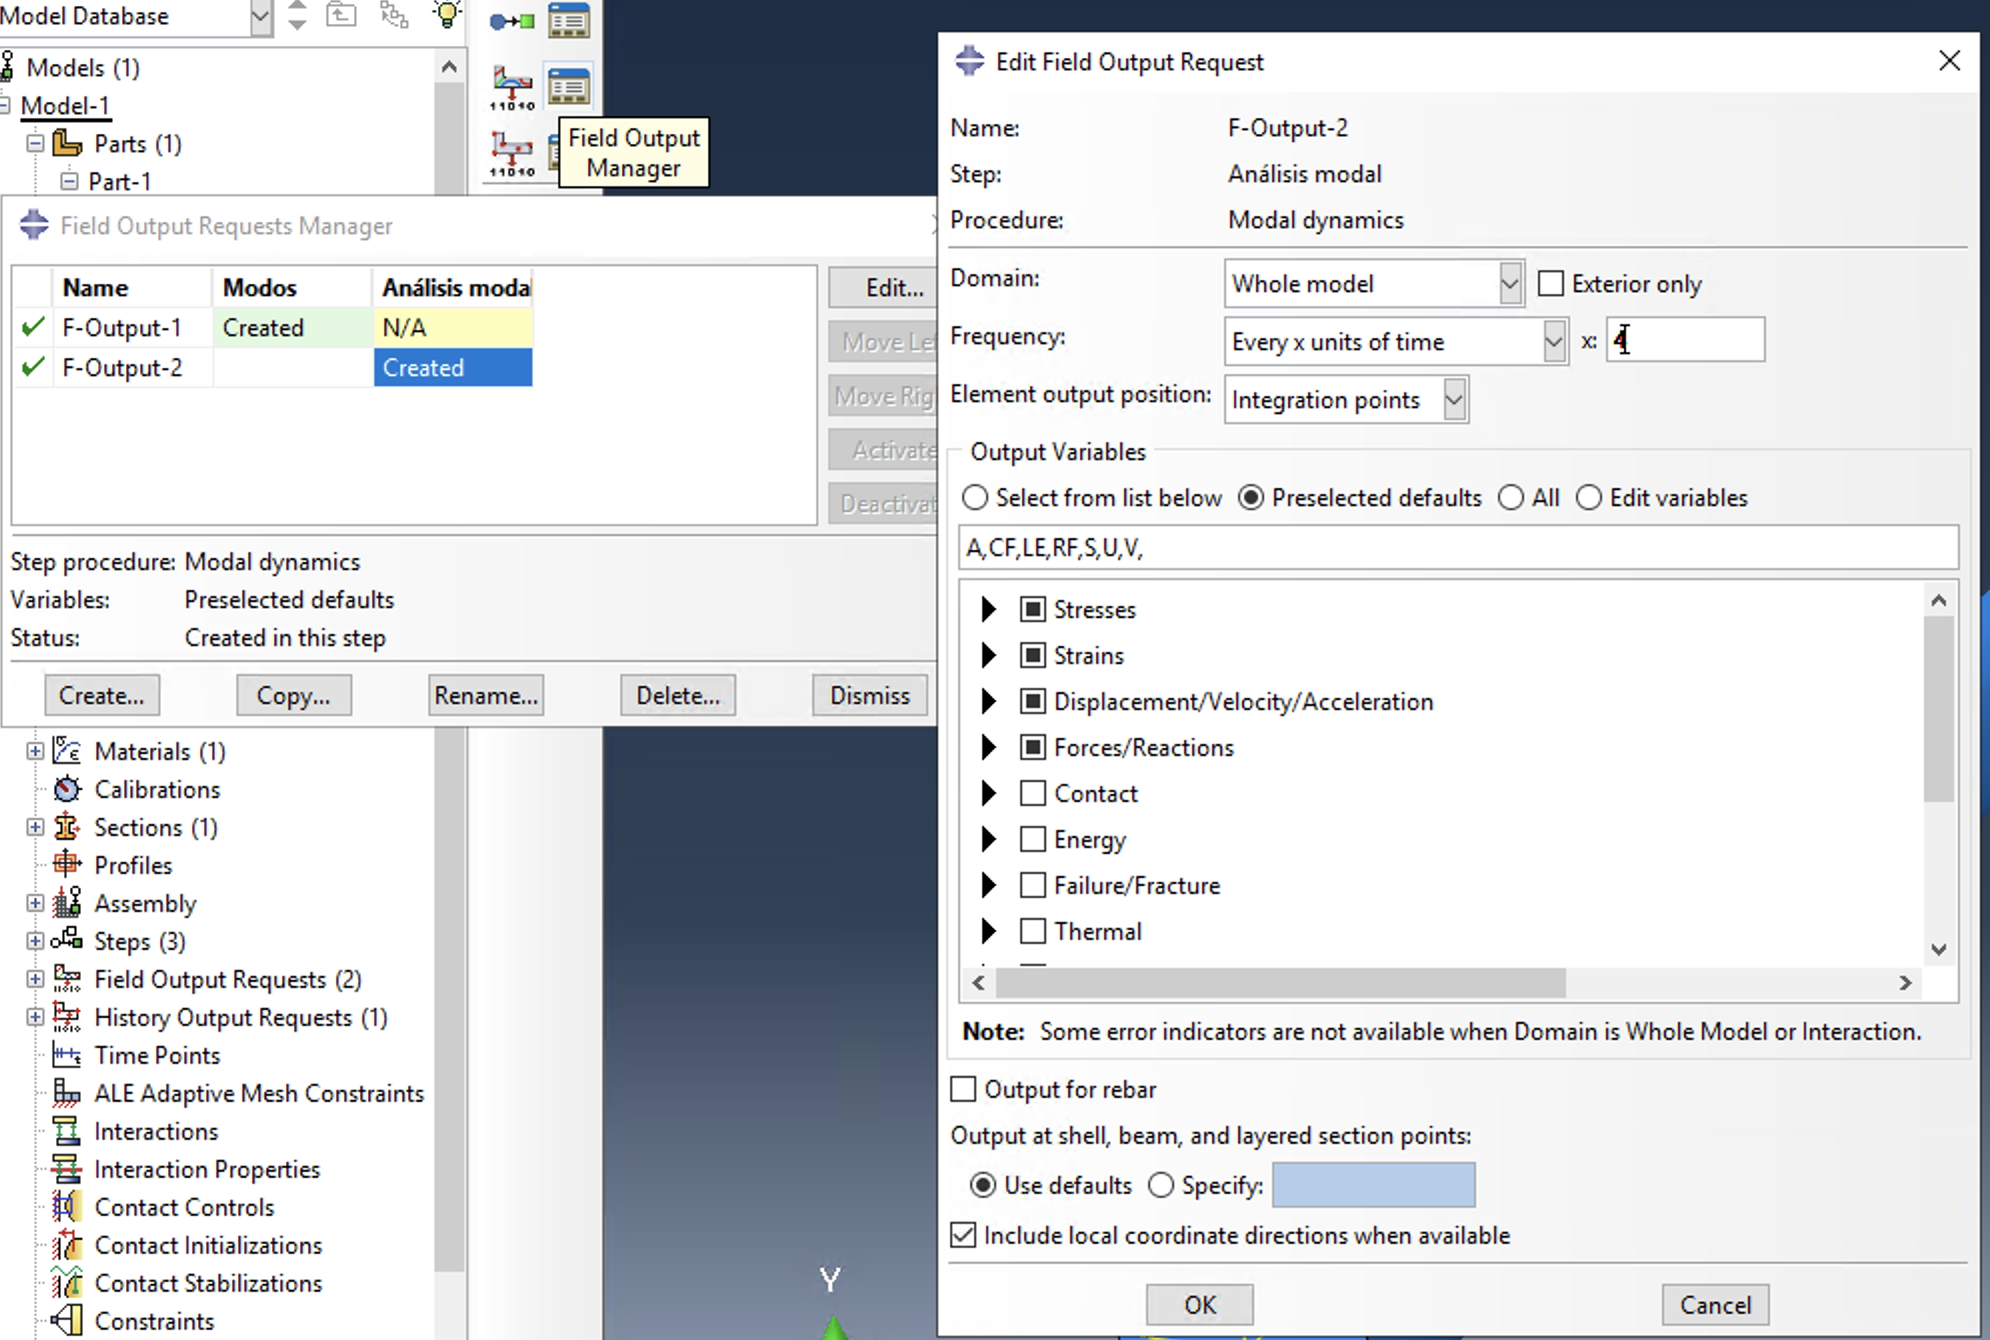 Model Database
Models (1)
Model-1
Parts (1)
Part-1
11010
11010
Field Output
Manager
Field Output Requests Manager
Name Modos Análisis moda
F-Output-1 Created N/A
F-Output-2 Created
Edit...
Move Lef
Move Rig
Activate
Deactivat
Step procedure: Modal dynamics
Variables: Preselected defaults
Status: Created in this step
Create... Copy... Rename... Delete... Dismiss
Materials (1)
Calibrations
Sections (1)
Profiles
Assembly
Steps (3)
Field Output Requests (2)
History Output Requests (1)
Time Points
ALE Adaptive Mesh Constraints
Interactions
Interaction Properties
Contact Controls
Contact Initializations
Contact Stabilizations
Constraints
Y
Edit Field Output Request
Name: F-Output-2
Step: Análisis modal
Procedure: Modal dynamics
Domain: Whole model Exterior only
Frequency: Every x units of time x: 4
Element output position: Integration points
Output Variables
Select from list below Preselected defaults All Edit variables
A,CF,LE,RF,S,U,V,
Stresses
Strains
Displacement/Velocity/Acceleration
Forces/Reactions
Contact
Energy
Failure/Fracture
Thermal
Note: Some error indicators are not available when Domain is Whole Model or Interaction.
Output for rebar
Output at shell, beam, and layered section points:
Use defaults Specify:
Include local coordinate directions when available
OK Cancel